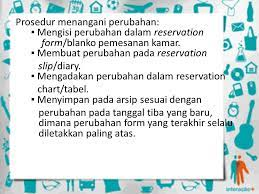 Prosedur menangani perubahan:
▪ Mengisi perubahan dalam reservation
form/blanko pemesanan kamar.
▪ Membuat perubahan pada reservation
slip/diary.
▪ Mengadakan perubahan dalam reservation
chart/tabel.
▪ Menyimpan pada arsip sesuai dengan
perubahan pada tanggal tiba yang baru,
dimana perubahan form yang terakhir selalu
diletakkan paling atas.
interação+